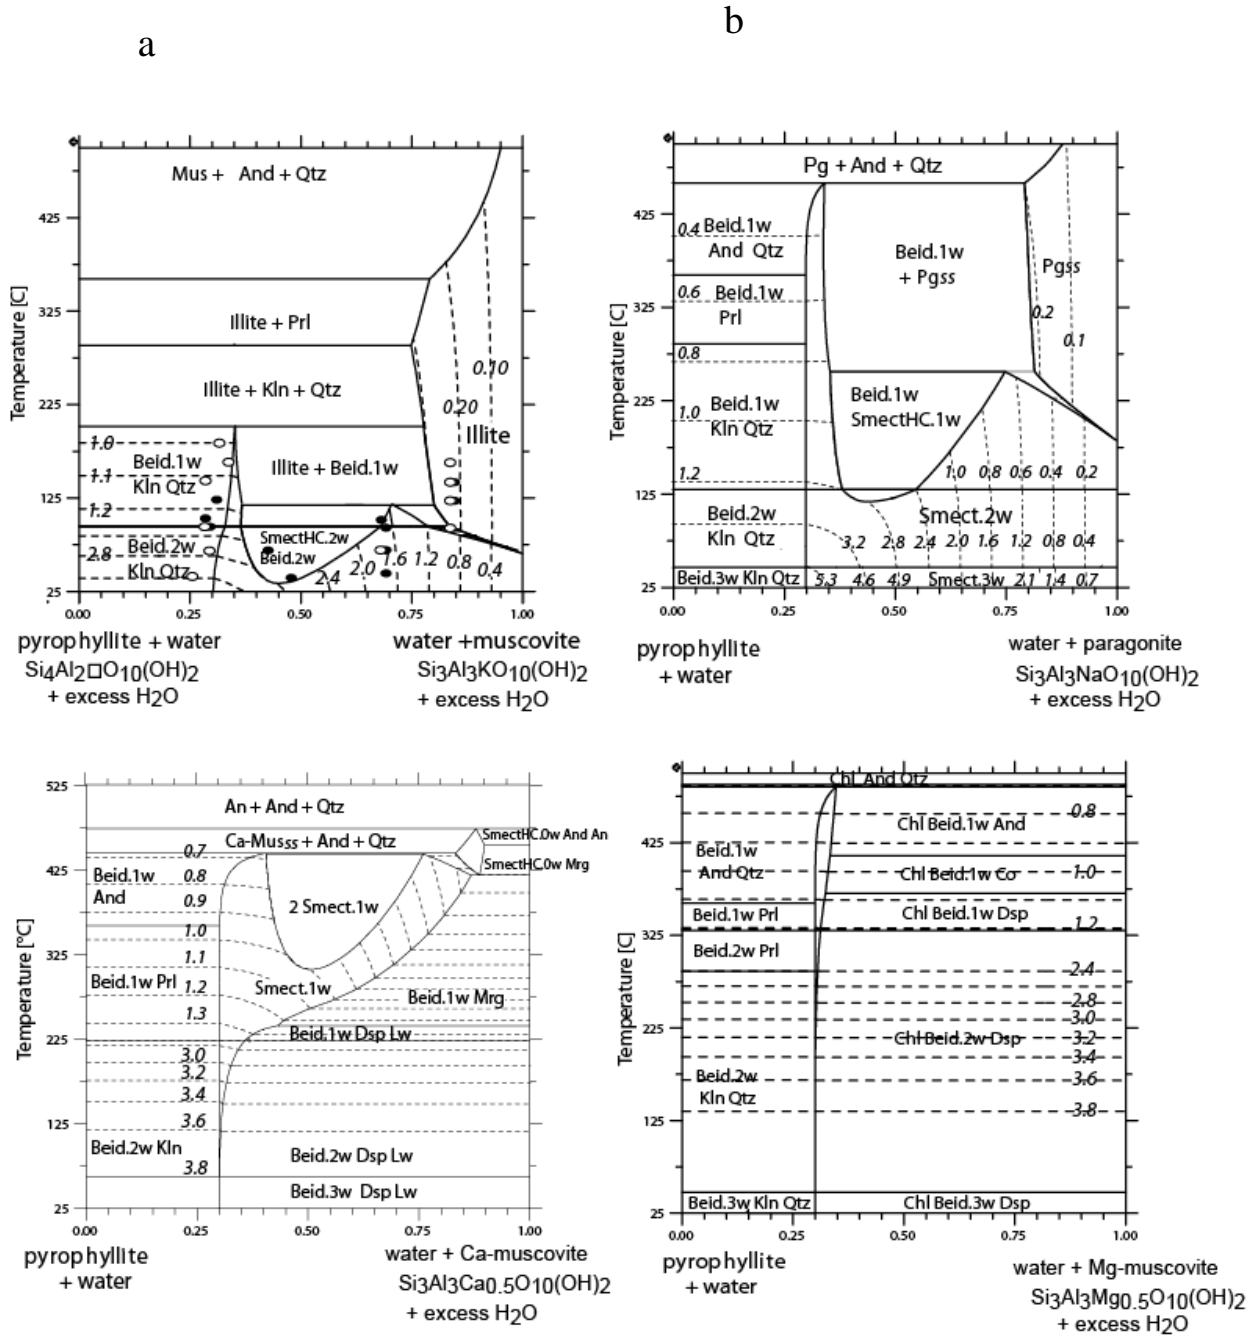 a
b
Mus + And + Qtz
425
Illite + Prl
325
Temperature [C]
Illite + Kln + Qtz
0.10
225
0.20
Illite
1.0
Beid.1w
Kln Qtz
Illite + Beid.1w
1.1
125
1.2
SmectHC.2w
Beid.2w
Beid.2w
Kln Qtz
2.8
2.4
2.0
1.6
1.2
0.8
0.4
25
0.00
0.25
0.50
0.75
1.00
pyrophyllite + water
Si4Al2□O10(OH)2
+ excess H2O
water +muscovite
Si3Al3KO10(OH)2
+ excess H2O
Pg + And + Qtz
425
0.4
Beid.1w
And Qtz
Beid.1w
+ Pgss
Pgss
0.6
Beid.1w
Prl
325
0.2
0.1
0.8
Temperature [C]
225
1.0
Beid.1w
Kln Qtz
Beid.1w
SmectHC.1w
1.2
1.0
0.8
0.6
0.4
0.2
125
Beid.2w
Kln Qtz
Smect.2w
3.2
2.8
2.4
2.0
1.6
1.2
0.8
0.4
Beid.3w Kln Qtz
5.3
4.6
4.9
Smect.3w
2.1
1.4
0.7
25
0.00
0.25
0.50
0.75
1.00
pyrophyllite
+ water
water + paragonite
Si3Al3NaO10(OH)2
+ excess H2O
525
An + And + Qtz
SmectHC.0w And An
Ca-Musss + And + Qtz
0.7
SmectHC.0w Mrg
425
Beid.1w
And
0.8
0.9
2 Smect.1w
1.0
325
1.1
Temperature [°C]
Beid.1w Prl
1.2
Smect.1w
Beid.1w Mrg
1.3
Beid.1w Dsp Lw
225
3.0
3.2
3.4
3.6
125
Beid.2w Kln
3.8
Beid.2w Dsp Lw
Beid.3w Dsp Lw
25
0.00
0.25
0.50
0.75
1.00
pyrophyllite
+ water
water + Ca-muscovite
Si3Al3Ca0.5O10(OH)2
+ excess H2O
Chl And Qtz
0.8
Chl Beid.1w And
425
Beid.1w
And Qtz
Chl Beid.1w Co
1.0
Beid.1w Prl
Chl Beid.1w Dsp
1.2
325
Beid.2w Prl
2.4
Temperature [C]
2.8
3.0
225
Chl Beid.2w Dsp
3.2
3.4
Beid.2w
Kln Qtz
3.6
3.8
125
Beid.3w Kln Qtz
Chl Beid.3w Dsp
25
0.00
0.25
0.50
0.75
1.00
pyrophyllite
+ water
water + Mg-muscovite
Si3Al3Mg0.5O10(OH)2
+ excess H2O